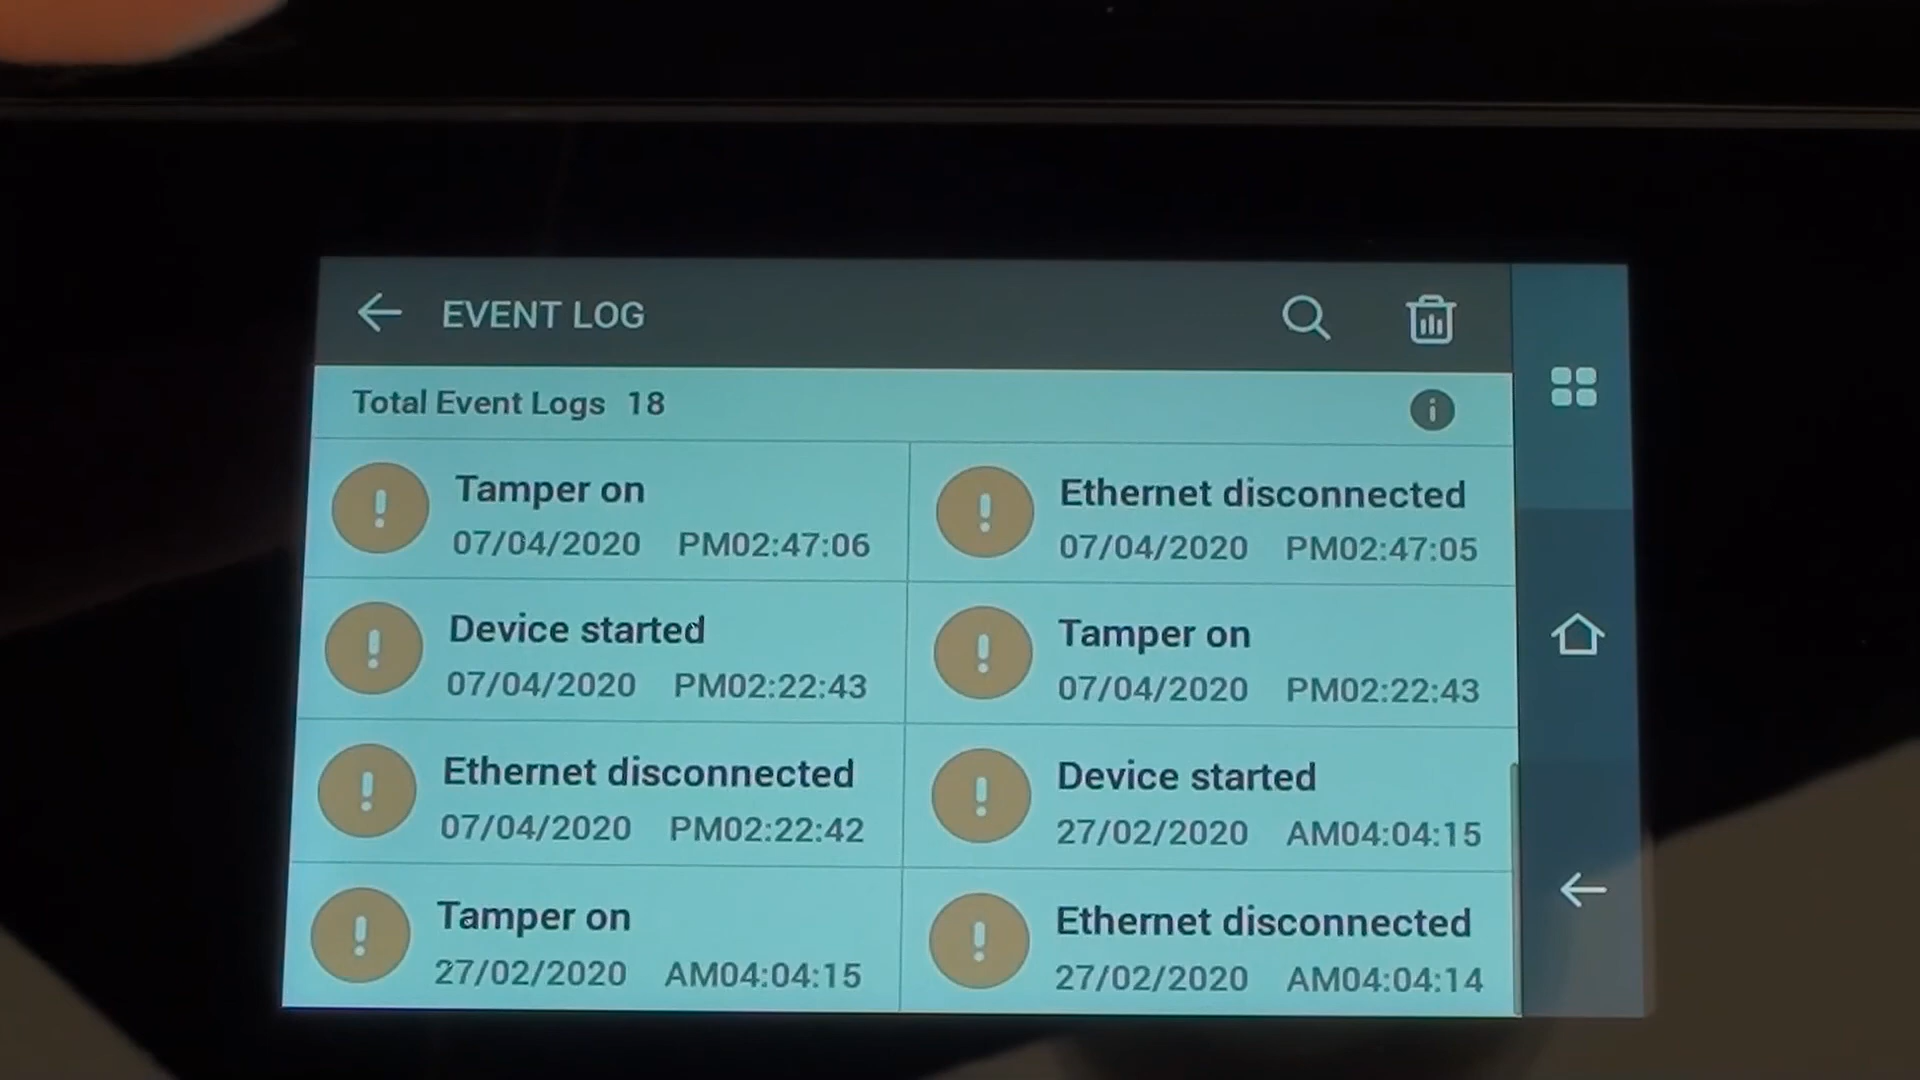 EVENT LOG
Total Event Logs 18
Tamper on
07/04/2020 PM02:47:06
Ethernet disconnected
07/04/2020 PM02:47:05
Device started
07/04/2020 PM02:22:43
Tamper on
07/04/2020 PM02:22:43
Ethernet disconnected
07/04/2020 PM02:22:42
Device started
27/02/2020 AM04:04:15
Tamper on
27/02/2020 AM04:04:15
Ethernet disconnected
27/02/2020 AM04:04:14